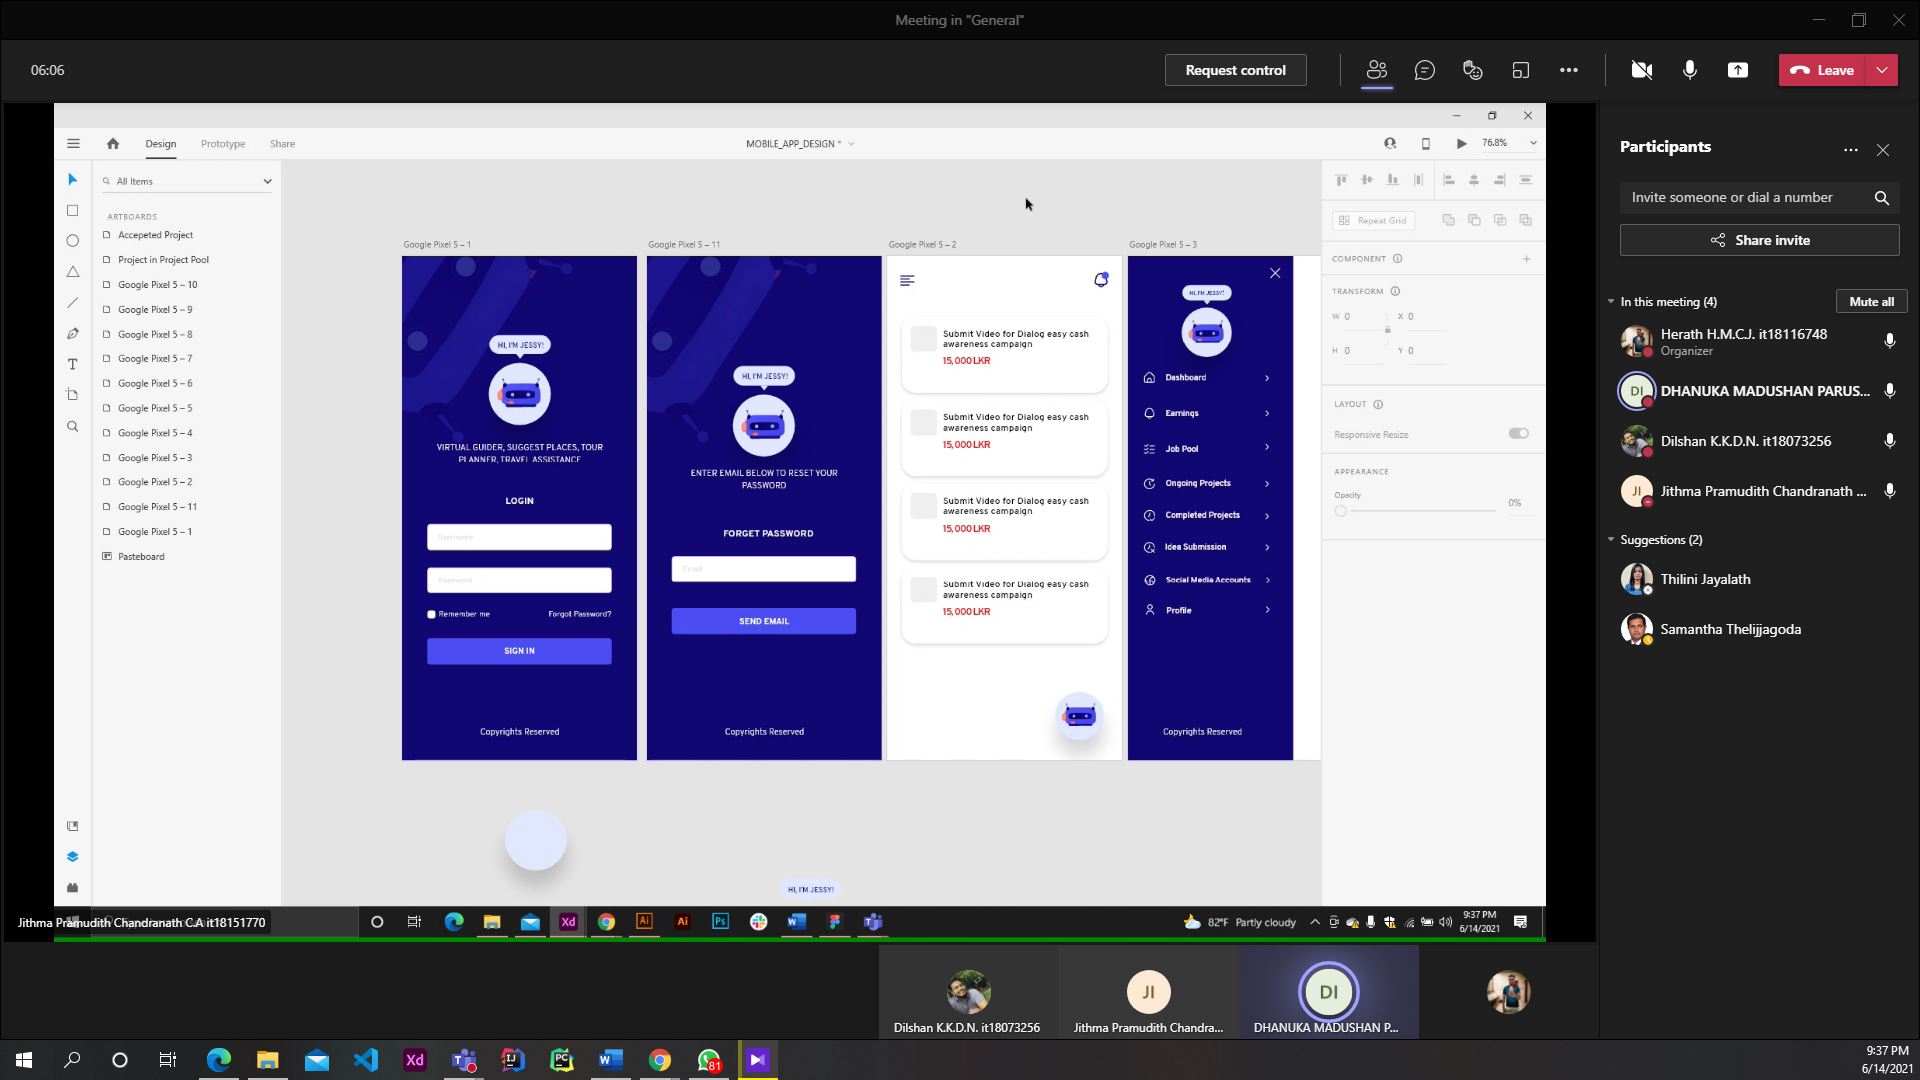 Meeting in "General"
06:06
Request control
Leave
Design
Prototype
Share
MOBILE_APP_DESIGN *
76.8%
All Items
ARTBOARDS
Accepeted Project
Project in Project Pool
Google Pixel 5 – 10
Google Pixel 5 – 9
Google Pixel 5 – 8
Google Pixel 5 – 7
Google Pixel 5 – 6
Google Pixel 5 – 5
Google Pixel 5 – 4
Google Pixel 5 – 3
Google Pixel 5 – 2
Google Pixel 5 – 11
Google Pixel 5 – 1
Pasteboard
Google Pixel 5 – 1
HI, I'M JESSY!
VIRTUAL GUIDER, SUGGEST PLACES, TOUR
PLANNER, TRAVEL ASSISTANCE
LOGIN
Username
Password
Remember me
Forgot Password?
SIGN IN
Copyrights Reserved
Google Pixel 5 – 11
HI, I'M JESSY!
ENTER EMAIL BELOW TO RESET YOUR
PASSWORD
FORGET PASSWORD
Email
SEND EMAIL
Copyrights Reserved
Google Pixel 5 – 2
Submit Video for Dialog easy cash
awareness campaign
15,000 LKR
Submit Video for Dialog easy cash
awareness campaign
15,000 LKR
Submit Video for Dialog easy cash
awareness campaign
15,000 LKR
Submit Video for Dialog easy cash
awareness campaign
15,000 LKR
Google Pixel 5 – 3
HI, I'M JESSY!
Dashboard
Earnings
Job Pool
Ongoing Projects
Completed Projects
Idea Submission
Social Media Accounts
Profile
Copyrights Reserved
HI, I'M JESSY!
Repeat Grid
COMPONENT
TRANSFORM
W 0
X 0
H 0
Y 0
LAYOUT
Responsive Resize
APPEARANCE
Opacity
0%
Jithma Pramudith Chandranath C.A it18151770
Xd
Ai
Ai
Ps
82°F Partly cloudy
9:37 PM
6/14/2021
Participants
Invite someone or dial a number
Share invite
In this meeting (4)
Mute all
Herath H.M.C.J. it18116748
Organizer
DI
DHANUKA MADUSHAN PARUS...
Dilshan K.K.D.N. it18073256
JI
Jithma Pramudith Chandranath ...
Suggestions (2)
Thilini Jayalath
Samantha Thelijjagoda
Dilshan K.K.D.N. it18073256
JI
Jithma Pramudith Chandra...
DI
DHANUKA MADUSHAN P...
Xd
IJ
PC
81
9:37 PM
6/14/2021